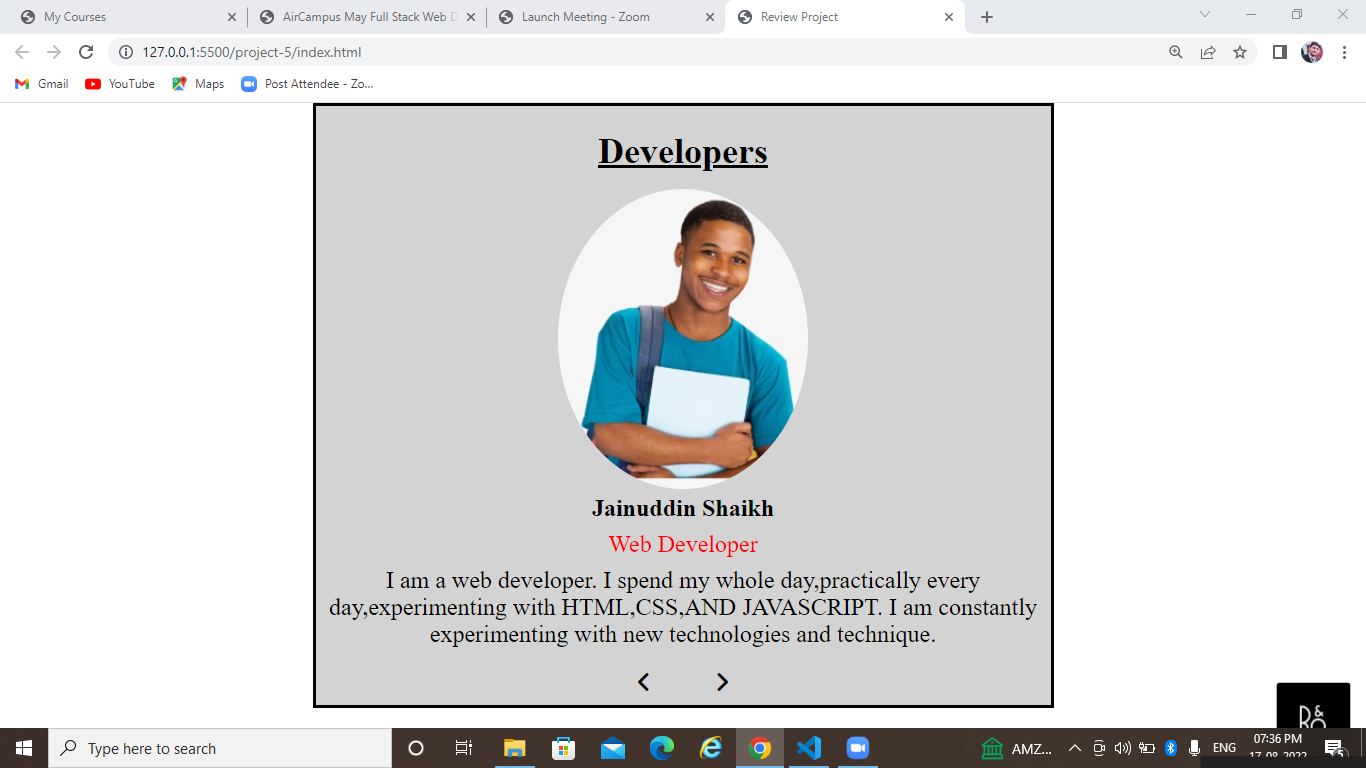 My Courses
AirCampus May Full Stack Web D
Launch Meeting - Zoom
Review Project
127.0.0.1:5500/project-5/index.html
Gmail
YouTube
Maps
Post Attendee - Zo...
Developers
Jainuddin Shaikh
Web Developer
I am a web developer. I spend my whole day,practically every
day,experimenting with HTML,CSS,AND JAVASCRIPT. I am constantly
experimenting with new technologies and technique.
Type here to search
AMZ...
ENG
07:36 PM
17-09-2022
5